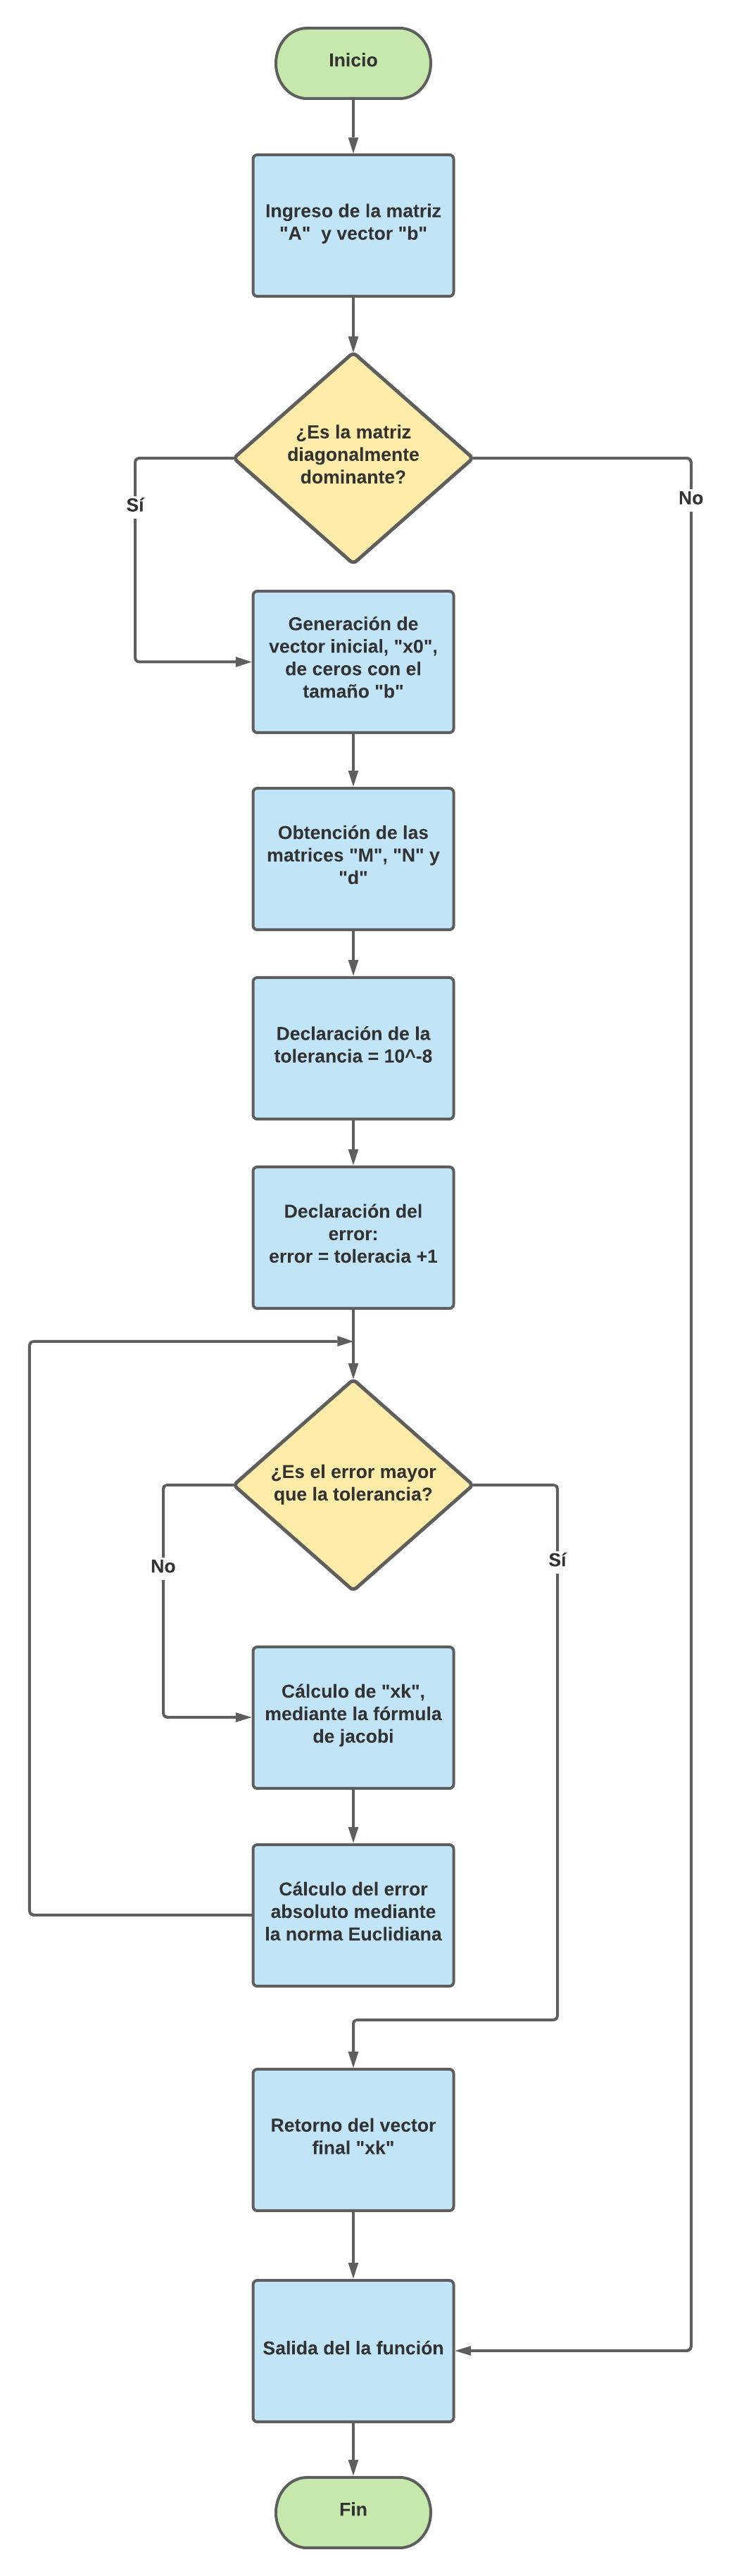 Inicio
Ingreso de la matriz
"A"  y vector "b"
¿Es la matriz
diagonalmente
dominante?
Sí
No
Generación de
vector inicial, "x0",
de ceros con el
tamaño "b"
Obtención de las
matrices "M", "N" y
"d"
Declaración de la
tolerancia = 10^-8
Declaración del
error:
error = toleracia +1
¿Es el error mayor
que la tolerancia?
No
Sí
Cálculo de "xk",
mediante la fórmula
de jacobi
Cálculo del error
absoluto mediante
la norma Euclidiana
Retorno del vector
final "xk"
Salida del la función
Fin